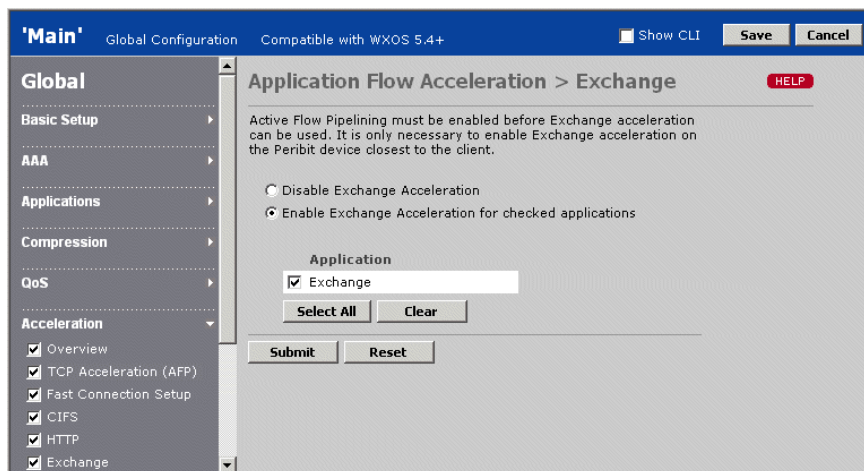 'Main' Global Configuration Compatible with WXOS 5.4+ Show CLI Save Cancel
Global
Basic Setup
AAA
Applications
Compression
QoS
Acceleration
Overview
TCP Acceleration (AFP)
Fast Connection Setup
CIFS
HTTP
Exchange
Application Flow Acceleration > Exchange HELP
Active Flow Pipelining must be enabled before Exchange acceleration
can be used. It is only necessary to enable Exchange acceleration on
the Peribit device closest to the client.
Disable Exchange Acceleration
Enable Exchange Acceleration for checked applications
Application
Exchange
Select All Clear
Submit Reset